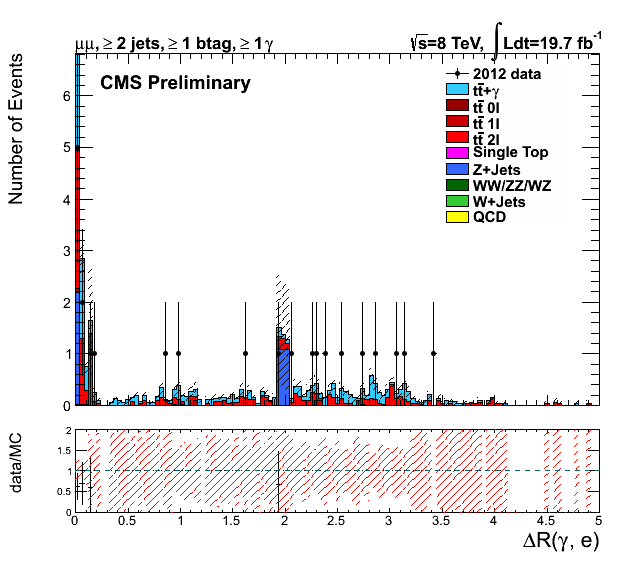 μμ, ≥ 2 jets, ≥ 1 btag, ≥ 1 γ
√s=8 TeV, ∫ Ldt=19.7 fb⁻¹
CMS Preliminary
2012 data
tt̅+γ
tt̅ 0l
tt̅ 1l
tt̅ 2l
Single Top
Z+Jets
WW/ZZ/WZ
W+Jets
QCD
Number of Events
6
5
4
3
2
1
0
data/MC
2
1.5
1
0.5
0
0 0.5 1 1.5 2 2.5 3 3.5 4 4.5 5
ΔR(γ, e)